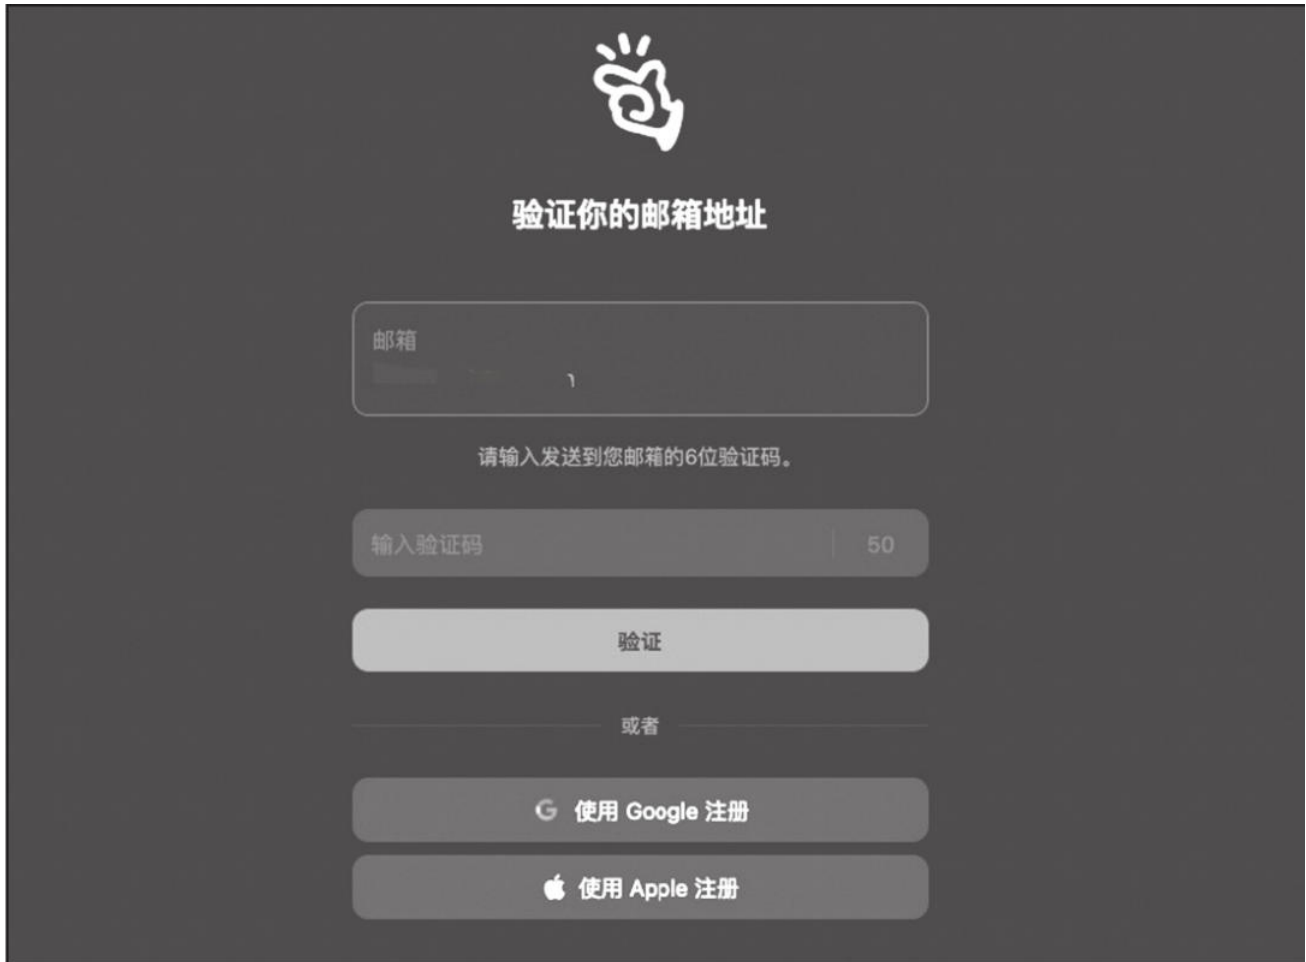 验证你的邮箱地址
邮箱
请输入发送到您邮箱的6位验证码。
输入验证码 50
验证
或者
使用 Google 注册
使用 Apple 注册